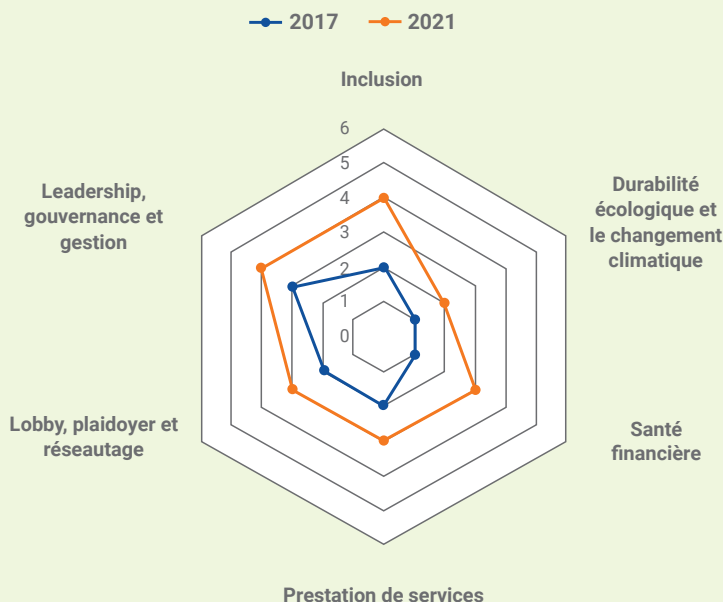 2017 2021
Inclusion
6
5
4
3
2
1
0
Durabilité
écologique et
le changement
climatique
Santé
financière
Prestation de services
Lobby, plaidoyer et
réseautage
Leadership,
gouvernance et
gestion